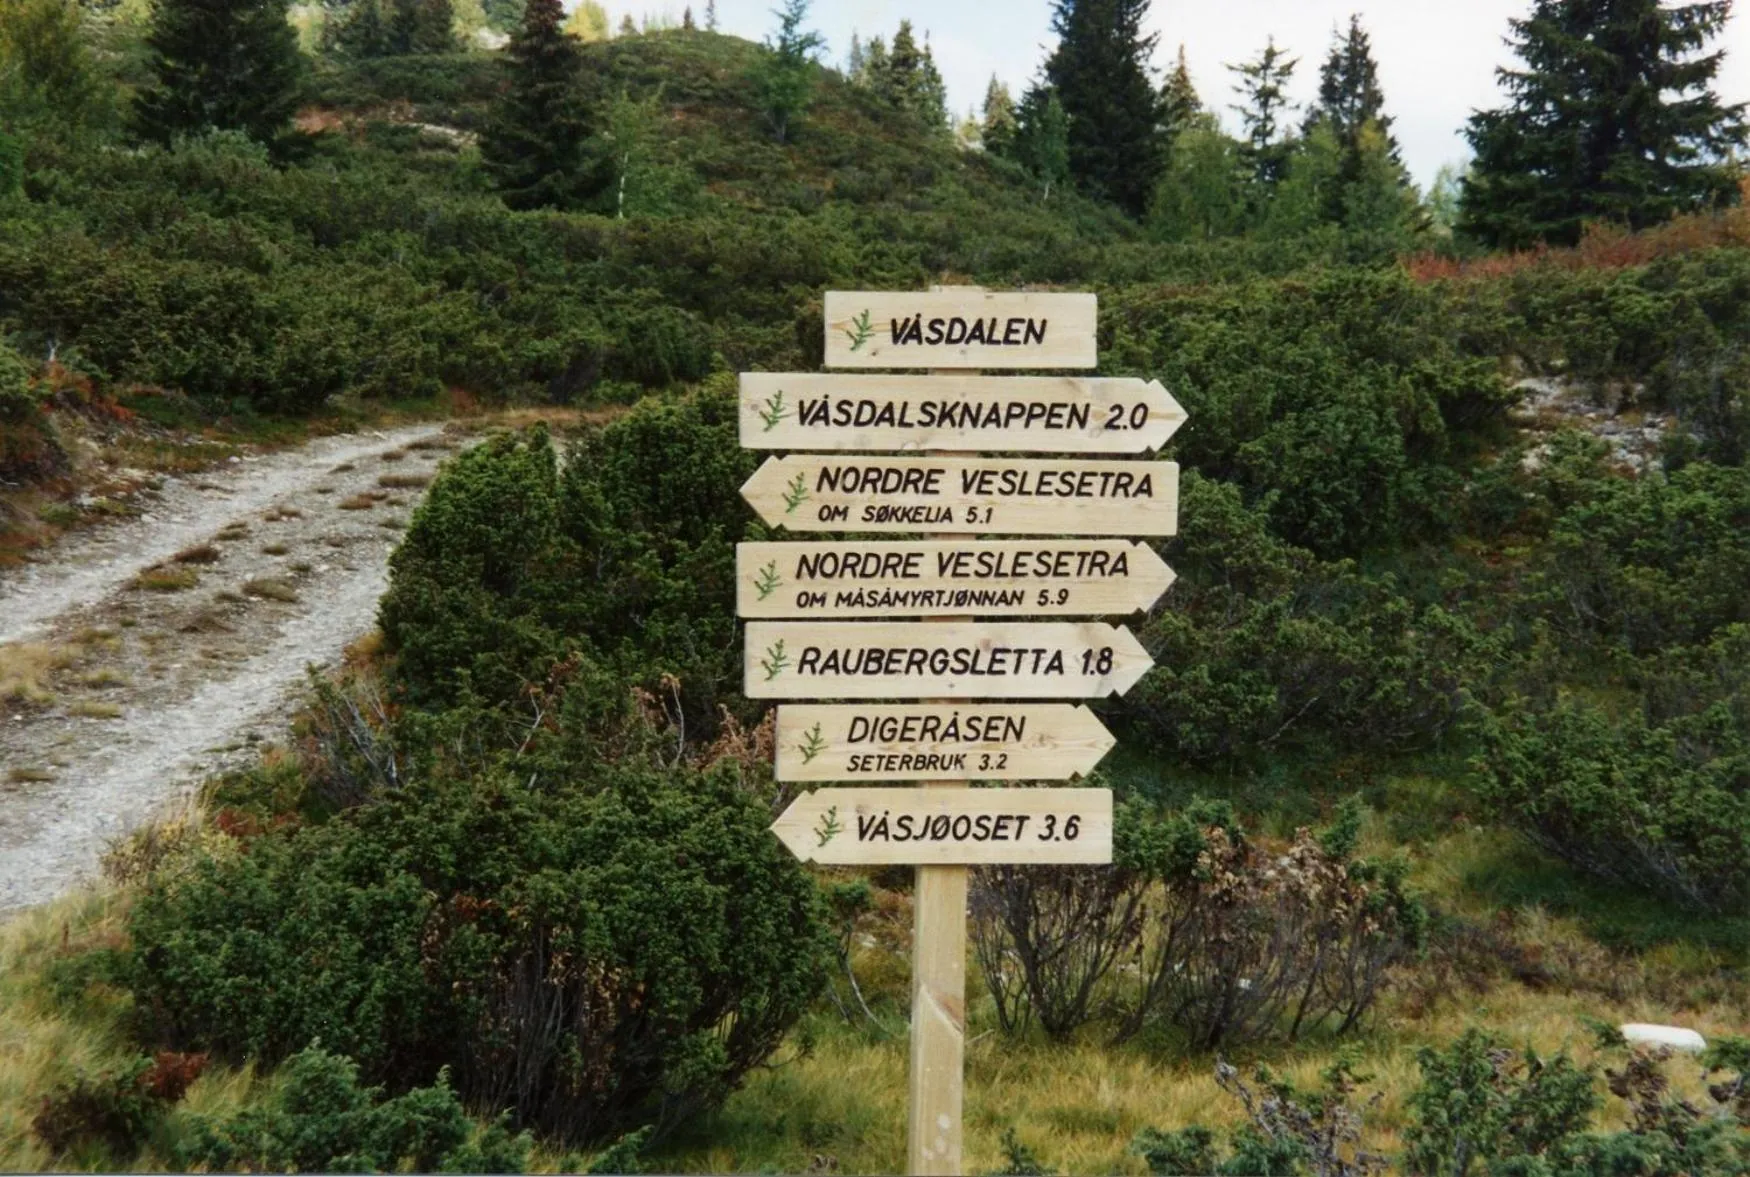 VÅSDALEN
VÅSDALSKNAPPEN 2.0
NORDRE VESLESETRA
OM SØKKELIA 5.1
NORDRE VESLESETRA
OM MÅSÅMYRTJØNNAN 5.9
RAUBERGSLETTA 1.8
DIGERÅSEN
SETERBRUK 3.2
VÅSJØOSET 3.6